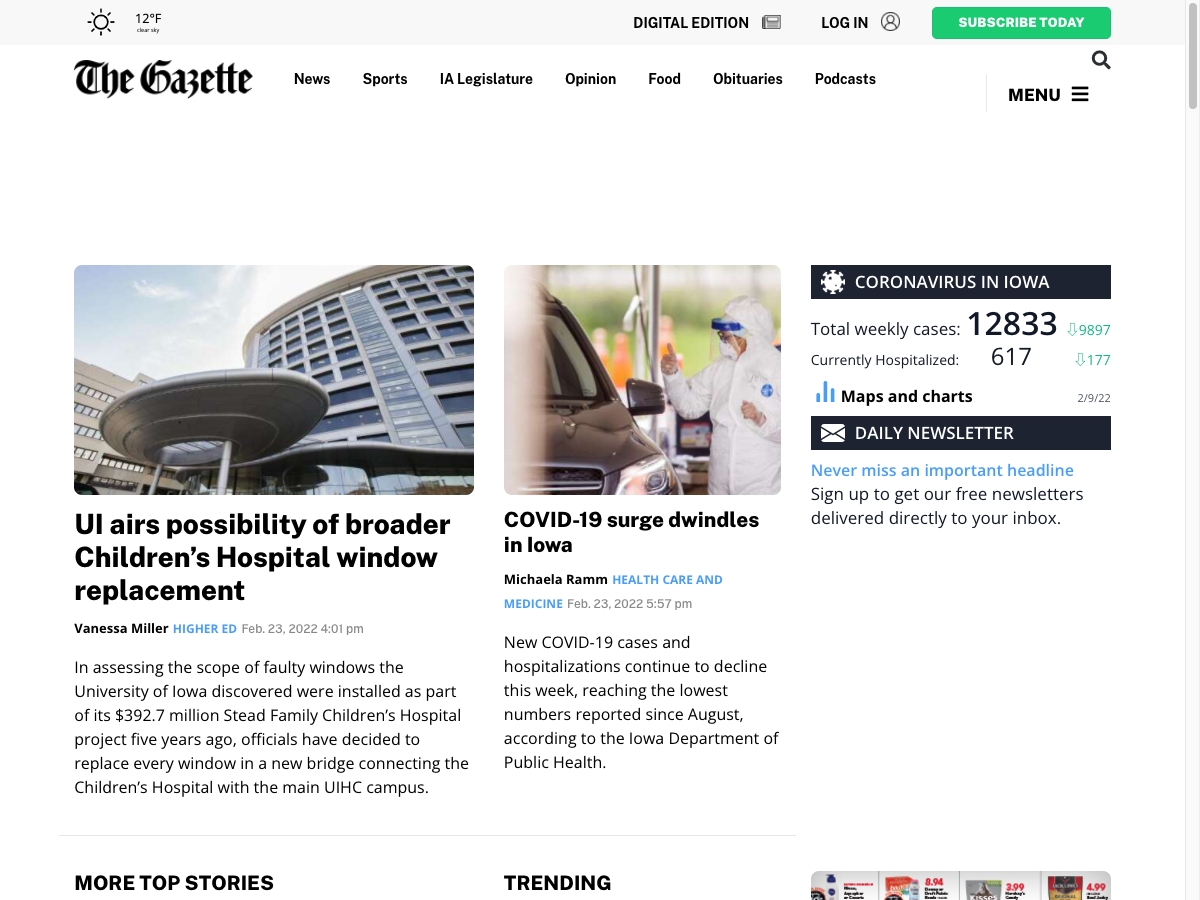 12°F
clear sky
DIGITAL EDITION
LOG IN
SUBSCRIBE TODAY
The Gazette
News
Sports
IA Legislature
Opinion
Food
Obituaries
Podcasts
MENU
UI airs possibility of broader
Children’s Hospital window
replacement
Vanessa Miller HIGHER ED Feb. 23, 2022 4:01 pm
In assessing the scope of faulty windows the
University of Iowa discovered were installed as part
of its $392.7 million Stead Family Children’s Hospital
project five years ago, officials have decided to
replace every window in a new bridge connecting the
Children’s Hospital with the main UIHC campus.
COVID-19 surge dwindles
in Iowa
Michaela Ramm HEALTH CARE AND
MEDICINE Feb. 23, 2022 5:57 pm
New COVID-19 cases and
hospitalizations continue to decline
this week, reaching the lowest
numbers reported since August,
according to the Iowa Department of
Public Health.
CORONAVIRUS IN IOWA
Total weekly cases: 12833 9897
Currently Hospitalized: 617 177
Maps and charts 2/9/22
DAILY NEWSLETTER
Never miss an important headline
Sign up to get our free newsletters
delivered directly to your inbox.
MORE TOP STORIES
TRENDING
8.94
3.99
4.99